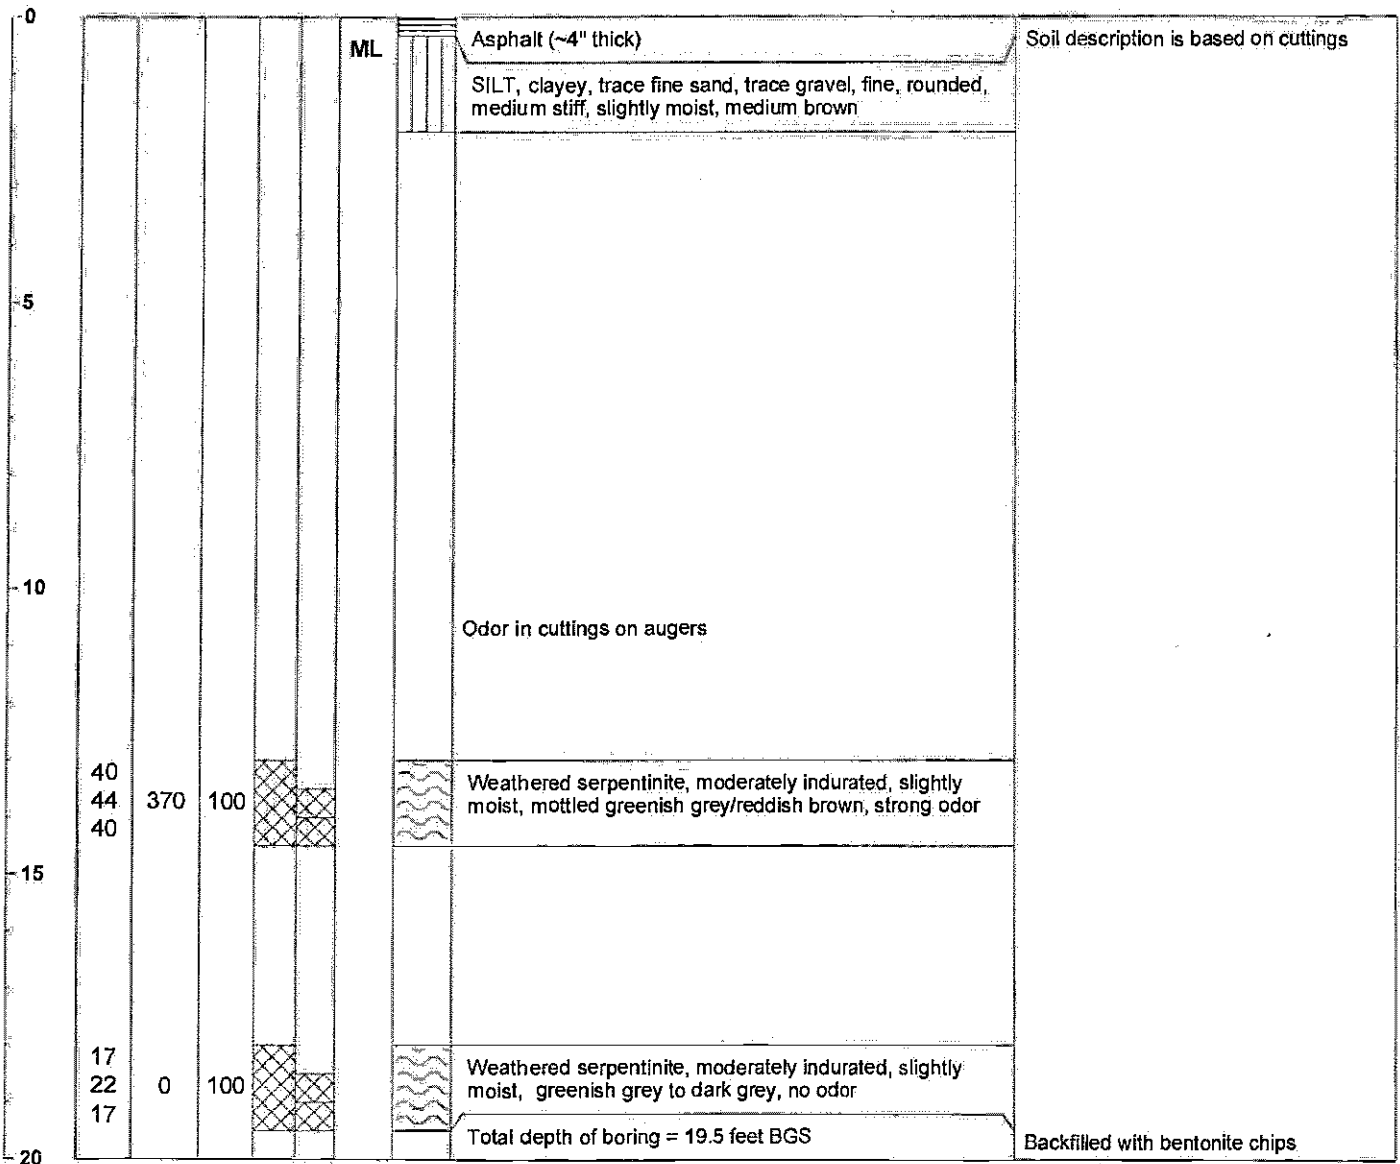 0
ML
Asphalt (~4" thick)
Soil description is based on cuttings
SILT, clayey, trace fine sand, trace gravel, fine, rounded,
medium stiff, slightly moist, medium brown
5
10
Odor in cuttings on augers
40
44 370 100
40
Weathered serpentinite, moderately indurated, slightly
moist, mottled greenish grey/reddish brown, strong odor
15
17
22 0 100
17
Weathered serpentinite, moderately indurated, slightly
moist, greenish grey to dark grey, no odor
Total depth of boring = 19.5 feet BGS
Backfilled with bentonite chips
20